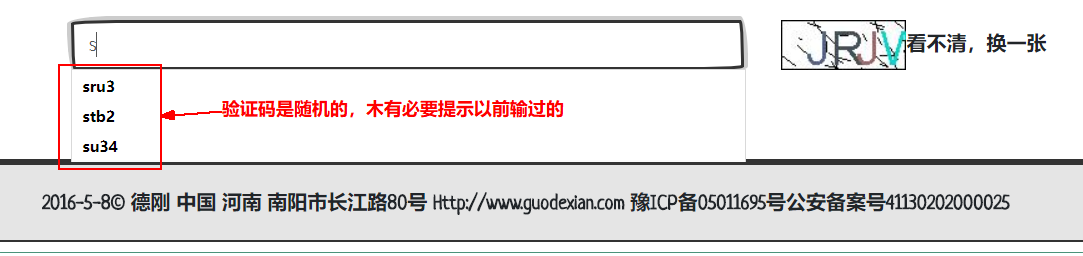 s
JRJV 看不清，换一张
sru3
stb2
su34
验证码是随机的，木有必要提示以前输过的
2016-5-8© 德刚 中国 河南 南阳市长江路80号 Http://www.guodexian.com 豫ICP备05011695号公安备案号41130202000025